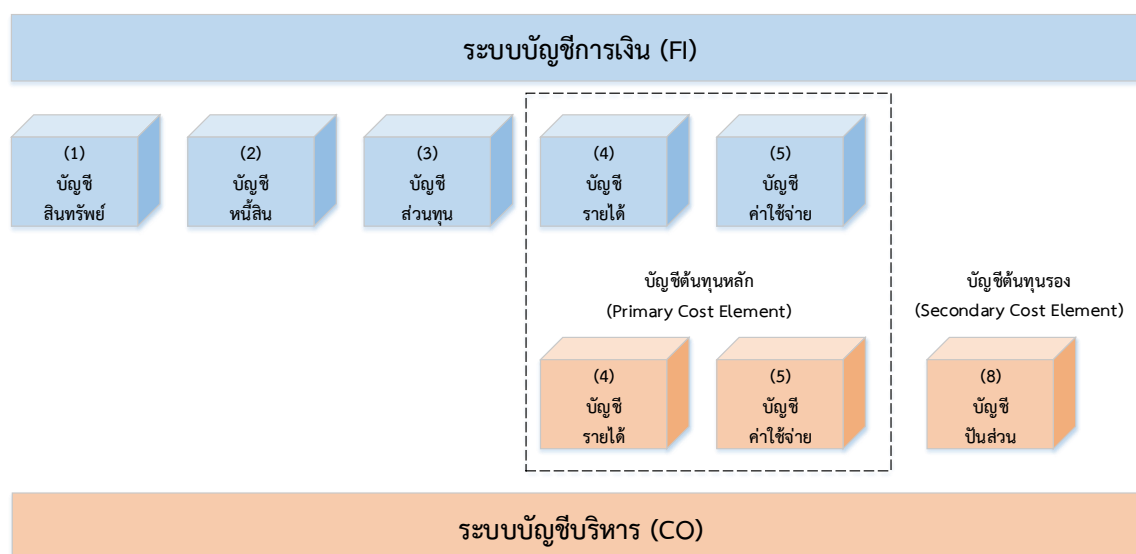 ระบบบัญชีการเงิน (FI)
(1)
บัญชี
สินทรัพย์
(2)
บัญชี
หนี้สิน
(3)
บัญชี
ส่วนทุน
(4)
บัญชี
รายได้
(5)
บัญชี
ค่าใช้จ่าย
บัญชีต้นทุนหลัก
(Primary Cost Element)
บัญชีต้นทุนรอง
(Secondary Cost Element)
(4)
บัญชี
รายได้
(5)
บัญชี
ค่าใช้จ่าย
(8)
บัญชี
ปันส่วน
ระบบบัญชีบริหาร (CO)